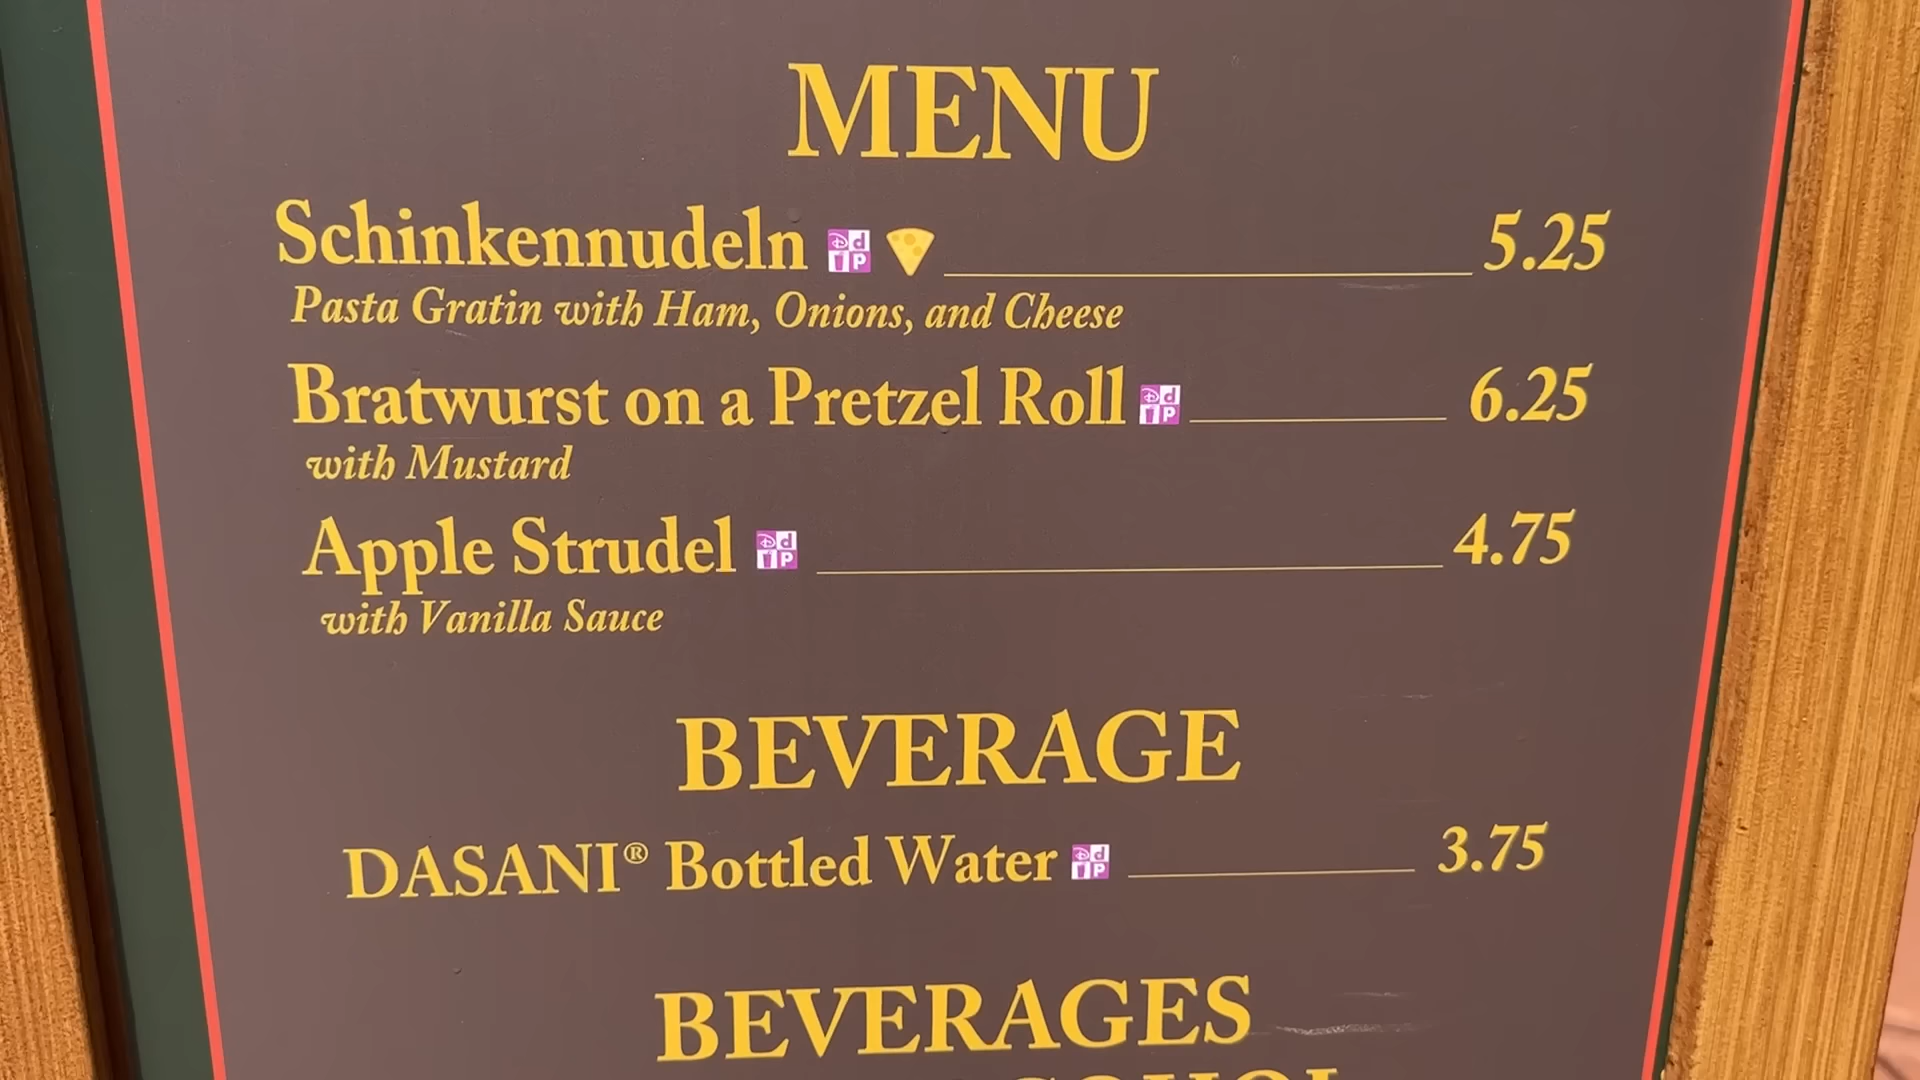 MENU
Schinkennudeln 5.25
Pasta Gratin with Ham, Onions, and Cheese
Bratwurst on a Pretzel Roll 6.25
with Mustard
Apple Strudel 4.75
with Vanilla Sauce
BEVERAGE
DASANI® Bottled Water 3.75
BEVERAGES